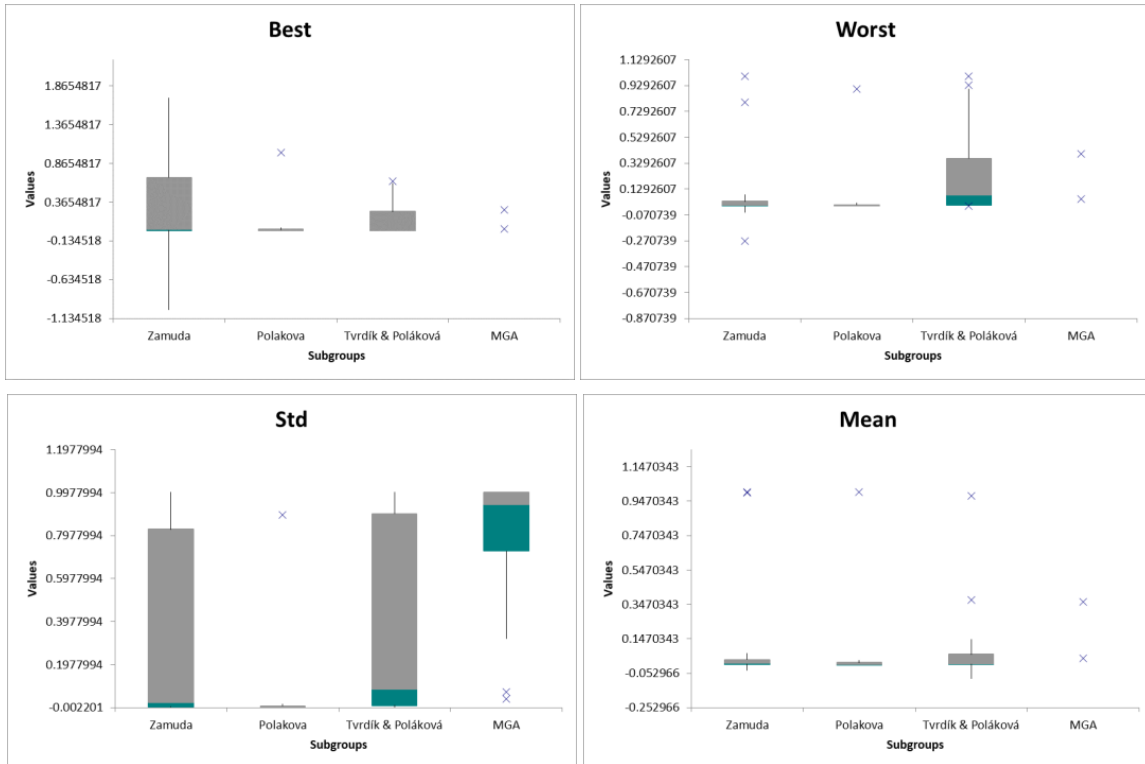 Best
1.8654817
1.3654817
0.8654817
0.3654817
-0.134518
-0.634518
-1.134518
Values
Zamuda Polakova Tvrdík & Poláková MGA
Subgroups
Worst
1.1292607
0.9292607
0.7292607
0.5292607
0.3292607
0.1292607
-0.070739
-0.270739
-0.470739
-0.670739
-0.870739
Values
Zamuda Polakova Tvrdík & Poláková MGA
Subgroups
Std
1.1977994
0.9977994
0.7977994
0.5977994
0.3977994
0.1977994
-0.002201
Values
Zamuda Polakova Tvrdík & Poláková MGA
Subgroups
Mean
1.1470343
0.9470343
0.7470343
0.5470343
0.3470343
0.1470343
-0.052966
-0.252966
Values
Zamuda Polakova Tvrdík & Poláková MGA
Subgroups